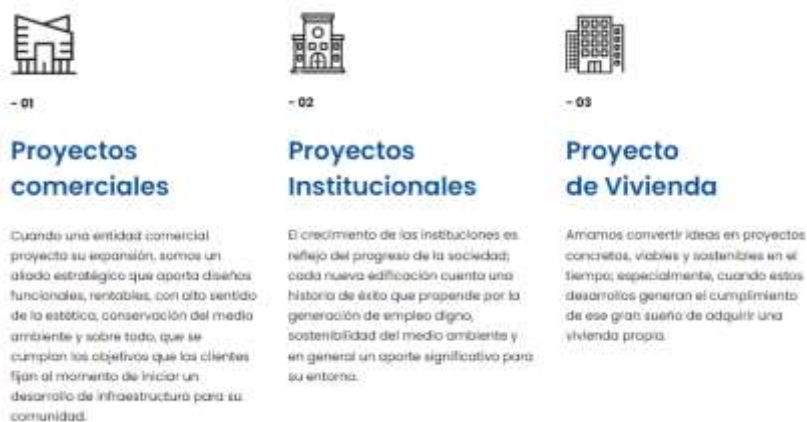 - 01
Proyectos
comerciales
Cuando una entidad comercial
proyecta su expansión, somos un
aliado estratégico que aporta diseños
funcionales, rentables, con alto sentido
de la estética, conservación del medio
ambiente y sobre todo, que se
cumplan los objetivos que los clientes
fijan al momento de iniciar un
desarrollo de infraestructura para su
comunidad.
- 02
Proyectos
Institucionales
El crecimiento de las instituciones es
reflejo del progreso de la sociedad;
cada nueva edificación cuenta una
historia de éxito que propende por la
generación de empleo digno,
sostenibilidad del medio ambiente y
en general un aporte significativo para
su entorno.
- 03
Proyecto
de Vivienda
Amamos convertir ideas en proyectos
concretos, viables y sostenibles en el
tiempo; especialmente, cuando estos
desarrollos generan el cumplimiento
de ese gran sueño de adquirir una
vivienda propia.